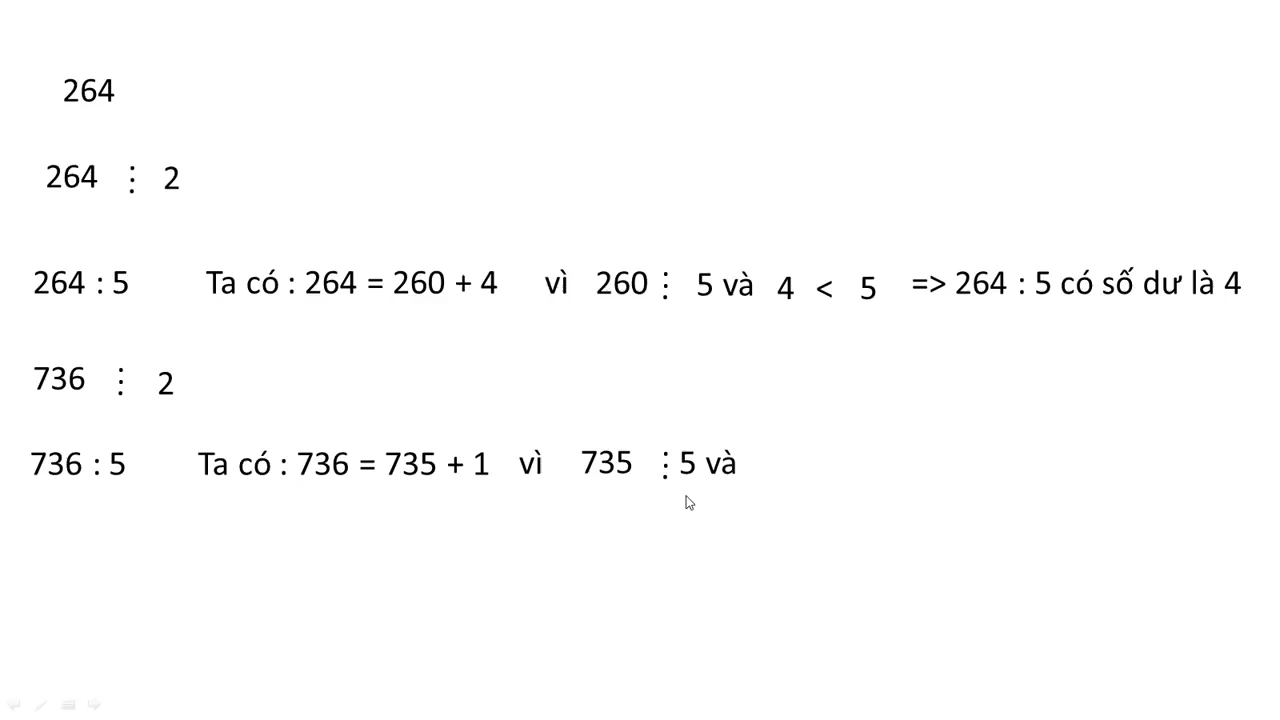 264
264 ⋮ 2
264 : 5 Ta có : 264 = 260 + 4 vì 260 ⋮ 5 và 4 < 5 => 264 : 5 có số dư là 4
736 ⋮ 2
736 : 5 Ta có : 736 = 735 + 1 vì 735 ⋮ 5 và